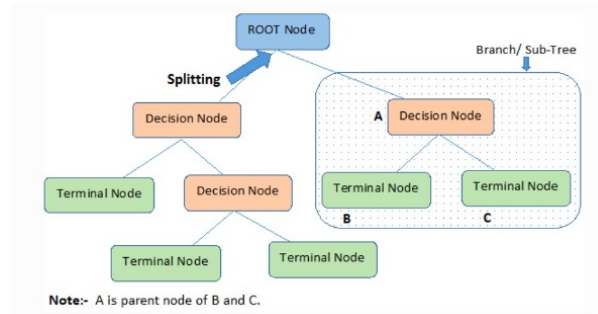 ROOT Node
Branch/ Sub-Tree
Splitting
Decision Node
A
Decision Node
Terminal Node
Decision Node
Terminal Node
Terminal Node
B
C
Terminal Node
Terminal Node
Note:- A is parent node of B and C.